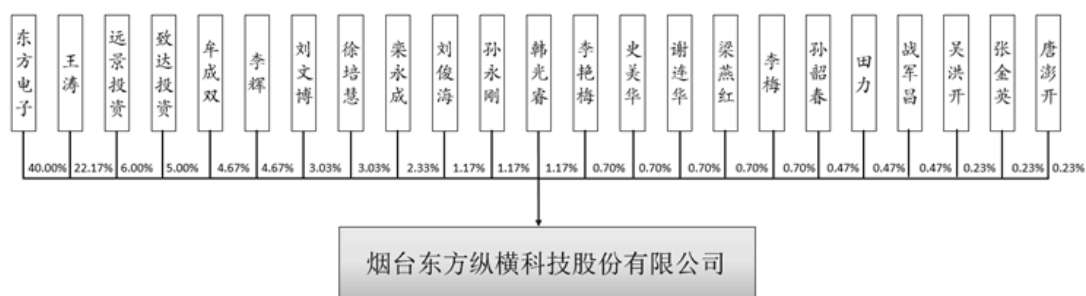 东方电子
王涛
远景投资
致达投资
牟成双
李辉
刘文博
徐培慧
栾永成
刘俊海
孙永刚
韩光睿
李艳梅
史美华
谢连华
梁燕红
李梅
孙韶春
田力
战军昌
吴洪开
张金英
唐澎开
40.00%
22.17%
6.00%
5.00%
4.67%
4.67%
3.03%
3.03%
2.33%
1.17%
1.17%
1.17%
0.70%
0.70%
0.70%
0.70%
0.70%
0.47%
0.47%
0.47%
0.23%
0.23%
0.23%
烟台东方纵横科技股份有限公司